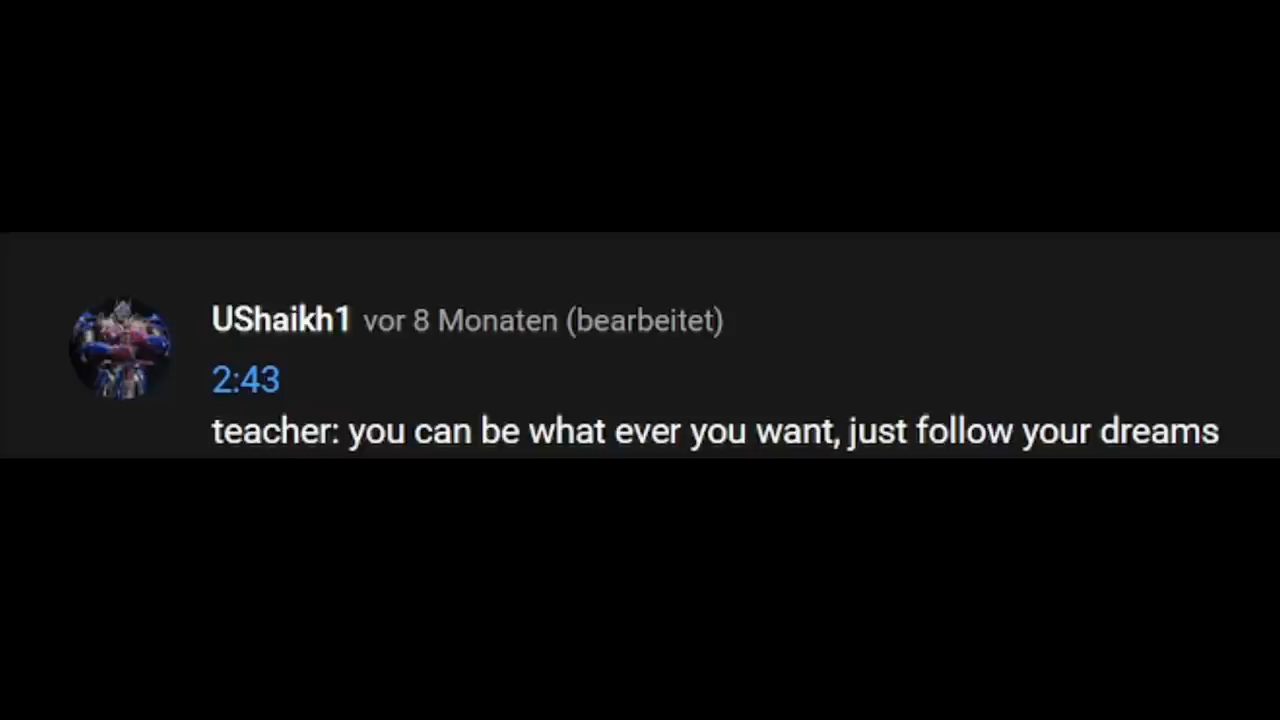 UShaikh1 vor 8 Monaten (bearbeitet)
2:43
teacher: you can be what ever you want, just follow your dreams